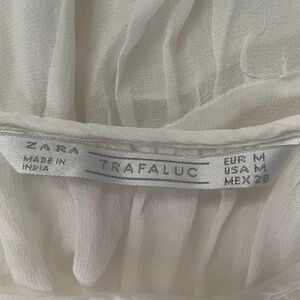 ZARA
MADE IN
INDIA
TRAFALUC
EUR M
USA M
MEX 28